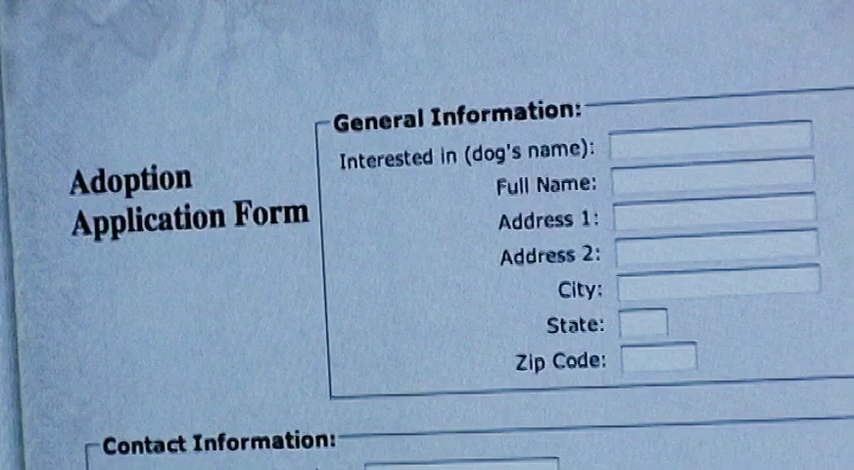 Adoption
Application Form
General Information:
Interested in (dog's name):
Full Name:
Address 1:
Address 2:
City:
State:
Zip Code:
Contact Information: